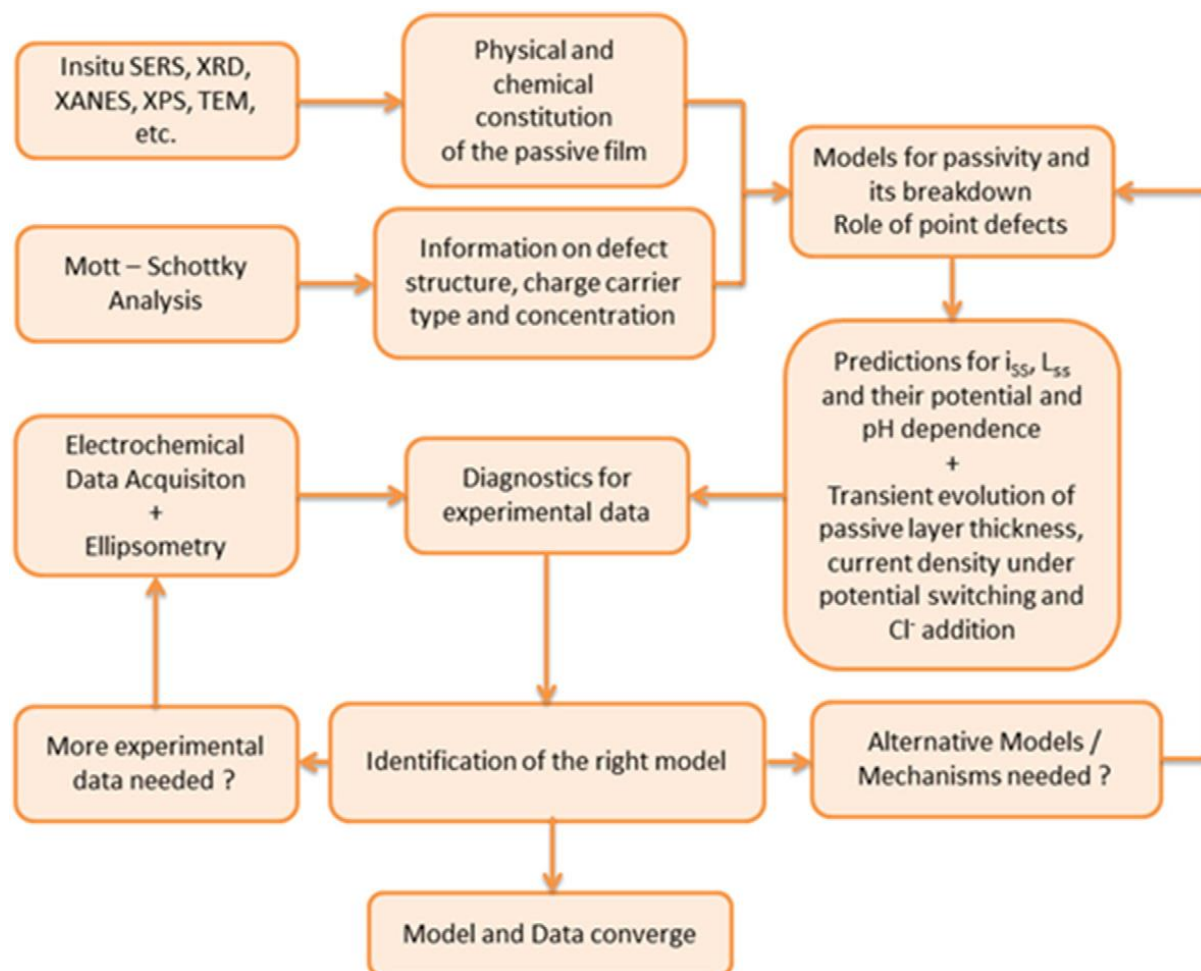 Insitu SERS, XRD,
XANES, XPS, TEM,
etc.
Physical and
chemical
constitution
of the passive film
Models for passivity and
its breakdown
Role of point defects
Mott – Schottky
Analysis
Information on defect
structure, charge carrier
type and concentration
Predictions for iSS, Lss
and their potential and
pH dependence
+
Transient evolution of
passive layer thickness,
current density under
potential switching and
Cl- addition
Electrochemical
Data Acquisiton
+
Ellipsometry
Diagnostics for
experimental data
More experimental
data needed ?
Identification of the right model
Alternative Models /
Mechanisms needed ?
Model and Data converge